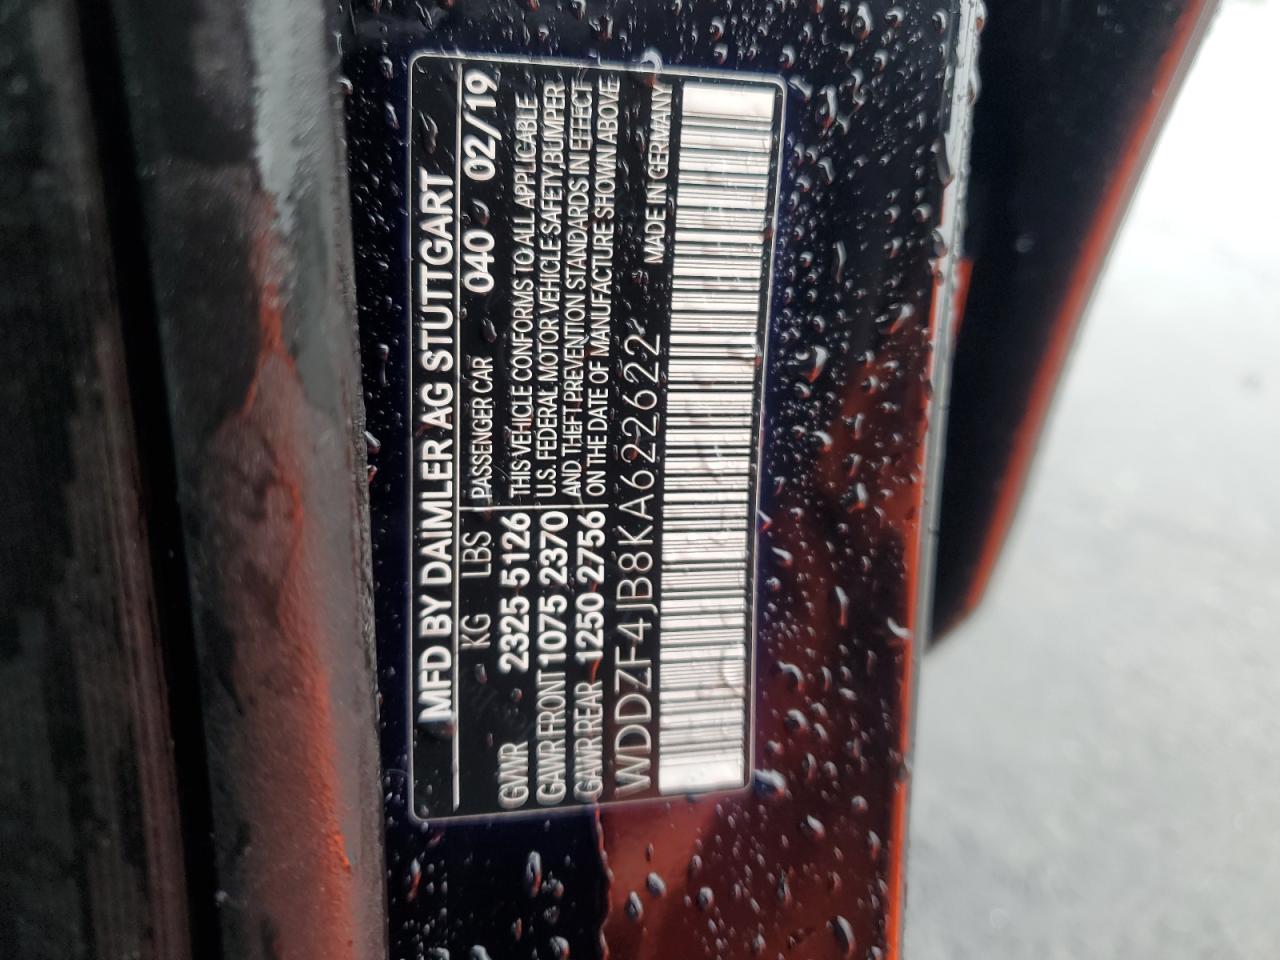 MFD BY DAIMLER AG STUTTGART
KG LBS PASSENGER CAR 040 02/19
GVWR 2325 5126 THIS VEHICLE CONFORMS TO ALL APPLICABLE
GAWR FRONT 1075 2370 U.S. FEDERAL MOTOR VEHICLE SAFETY,BUMPER,
GAWR REAR 1250 2756 AND THEFT PREVENTION STANDARDS IN EFFECT
ON THE DATE OF MANUFACTURE SHOWN ABOVE
WDDZF4JB8KA622622 MADE IN GERMANY